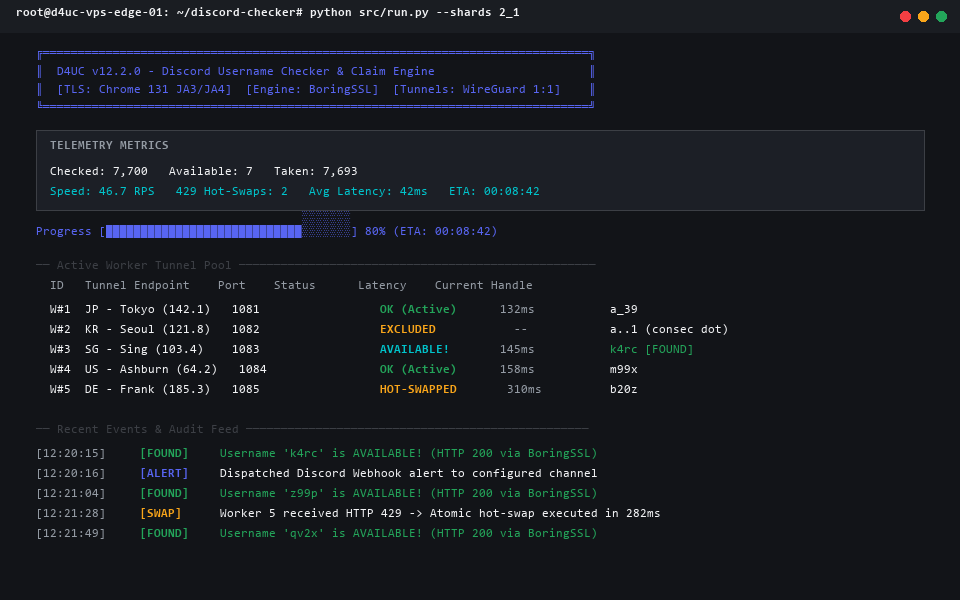 root@d4uc-vps-edge-01: ~/discord-checker# python src/run.py --shards 2_1
D4UC v12.2.0 - Discord Username Checker & Claim Engine
[TLS: Chrome 131 JA3/JA4]  [Engine: BoringSSL]  [Tunnels: WireGuard 1:1]
TELEMETRY METRICS
Checked: 7,700   Available: 7   Taken: 7,693
Speed: 46.7 RPS   429 Hot-Swaps: 2   Avg Latency: 42ms   ETA: 00:08:42
Progress [████████████████████████████░░░░░░░] 80% (ETA: 00:08:42)
── Active Worker Tunnel Pool ──
ID   Tunnel Endpoint    Port    Status      Latency    Current Handle
W#1  JP - Tokyo (142.1)   1081   OK (Active)   132ms   a_39
W#2  KR - Seoul (121.8)   1082   EXCLUDED   --   a..1 (consec dot)
W#3  SG - Sing (103.4)    1083   AVAILABLE!   145ms   k4rc [FOUND]
W#4  US - Ashburn (64.2)   1084   OK (Active)   158ms   m99x
W#5  DE - Frank (185.3)   1085   HOT-SWAPPED   310ms   b20z
── Recent Events & Audit Feed ──
[12:20:15]   [FOUND]   Username 'k4rc' is AVAILABLE! (HTTP 200 via BoringSSL)
[12:20:16]   [ALERT]   Dispatched Discord Webhook alert to configured channel
[12:21:04]   [FOUND]   Username 'z99p' is AVAILABLE! (HTTP 200 via BoringSSL)
[12:21:28]   [SWAP]   Worker 5 received HTTP 429 -> Atomic hot-swap executed in 282ms
[12:21:49]   [FOUND]   Username 'qv2x' is AVAILABLE! (HTTP 200 via BoringSSL)